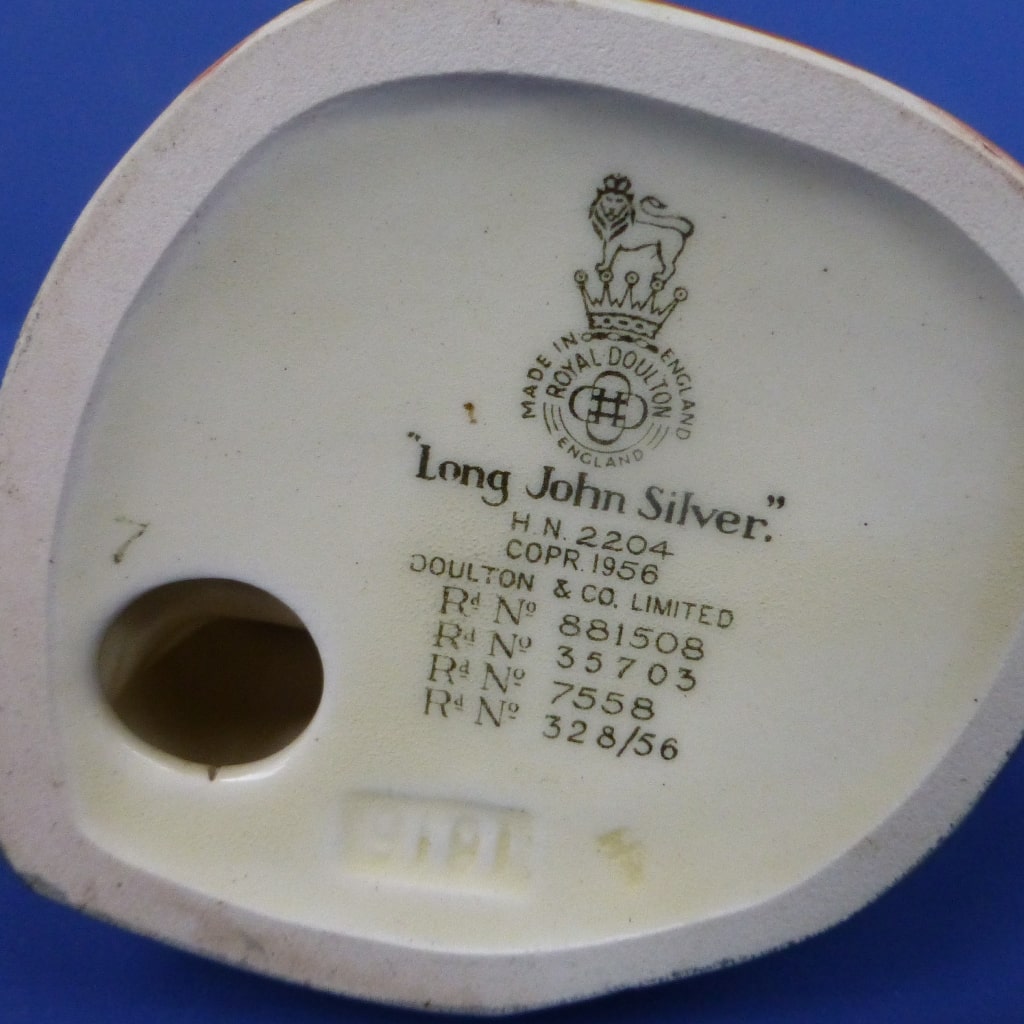 MADE IN ENGLAND
ROYAL DOULTON
ENGLAND
"Long John Silver."
H.N. 2204
COPR. 1956
DOULTON & CO. LIMITED
Rd No 881508
Rd No 35703
Rd No 7558
Rd No 328/56
7